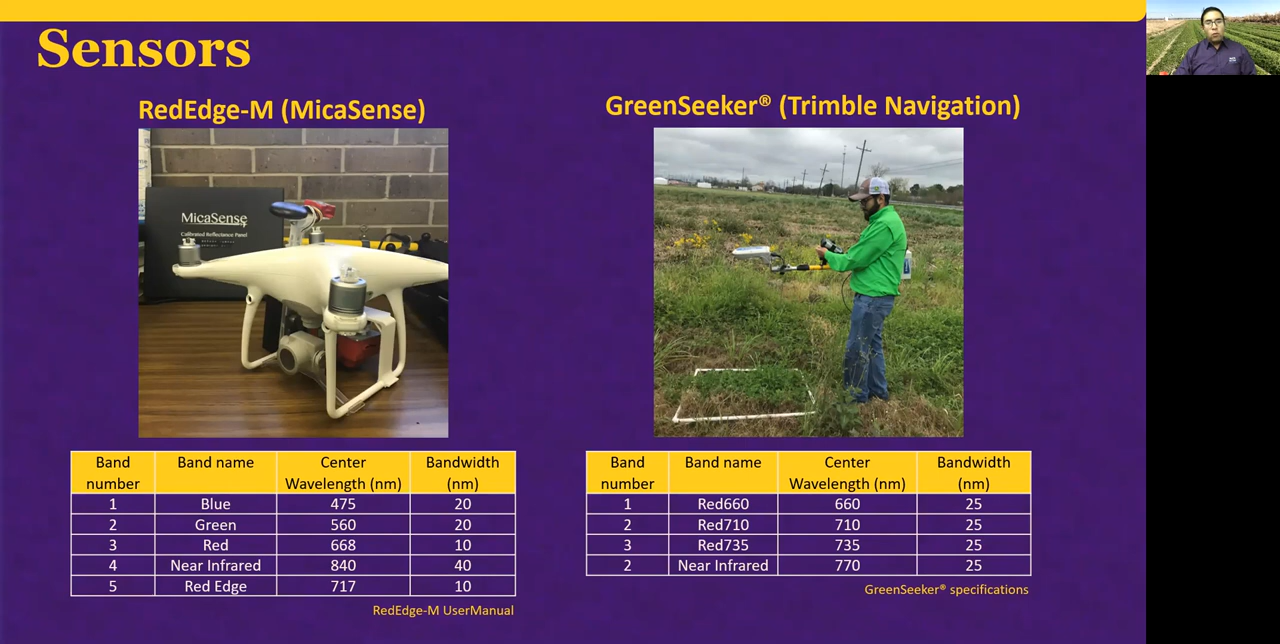 Sensors
RedEdge-M (MicaSense)
GreenSeeker® (Trimble Navigation)
MicaSense
Calibrated Reflectance Panel
Band number Band name Center Wavelength (nm) Bandwidth (nm)
1 Blue 475 20
2 Green 560 20
3 Red 668 10
4 Near Infrared 840 40
5 Red Edge 717 10
RedEdge-M UserManual
Band number Band name Center Wavelength (nm) Bandwidth (nm)
1 Red660 660 25
2 Red710 710 25
3 Red735 735 25
2 Near Infrared 770 25
GreenSeeker® specifications